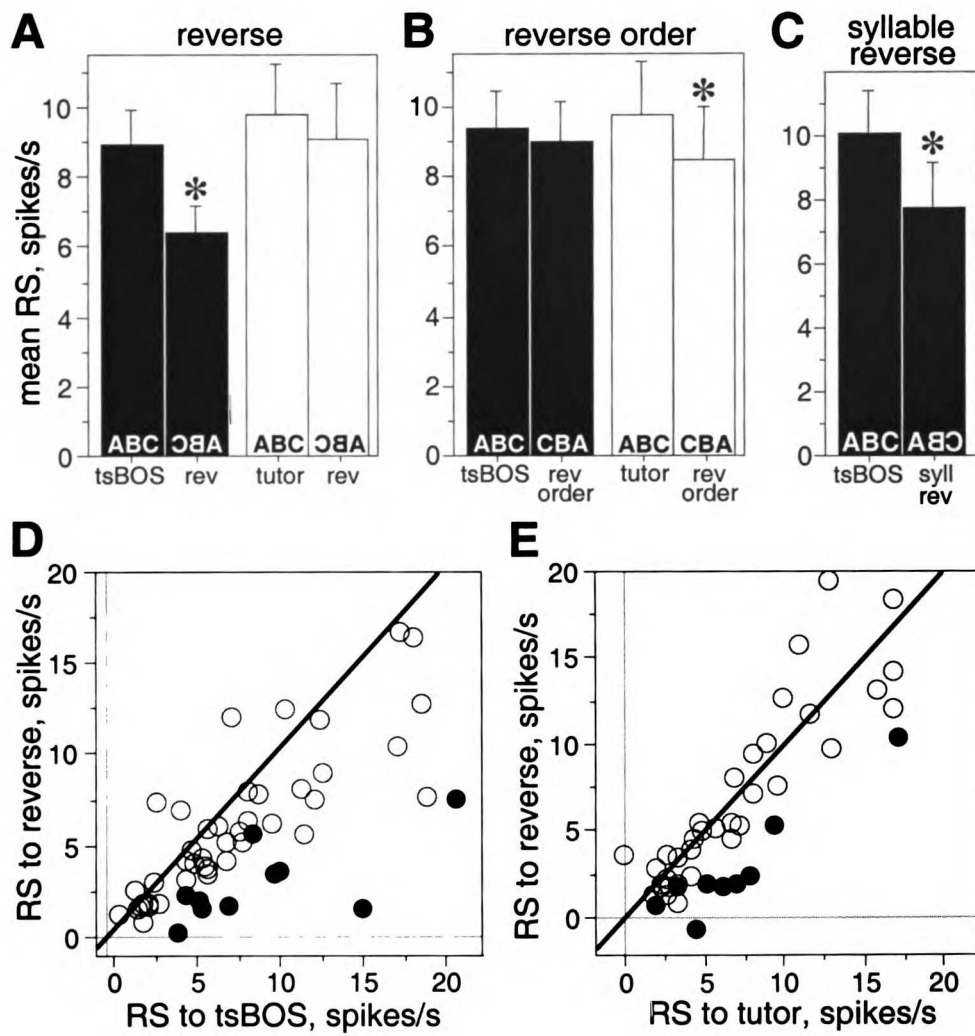 A
reverse
mean RS, spikes/s
10
8
6
4
2
0
*
ABC
ƆᗺA
ABC
ƆᗺA
tsBOS
rev
tutor
rev
B
reverse order
10
8
6
4
2
0
*
ABC
CBA
ABC
CBA
tsBOS
rev
order
tutor
rev
order
C
syllable
reverse
10
8
6
4
2
0
*
ABC
AᗺƆ
tsBOS
syll
rev
D
RS to reverse, spikes/s
20
15
10
5
0
0 5 10 15 20
RS to tsBOS, spikes/s
E
RS to reverse, spikes/s
20
15
10
5
0
0 5 10 15 20
RS to tutor, spikes/s